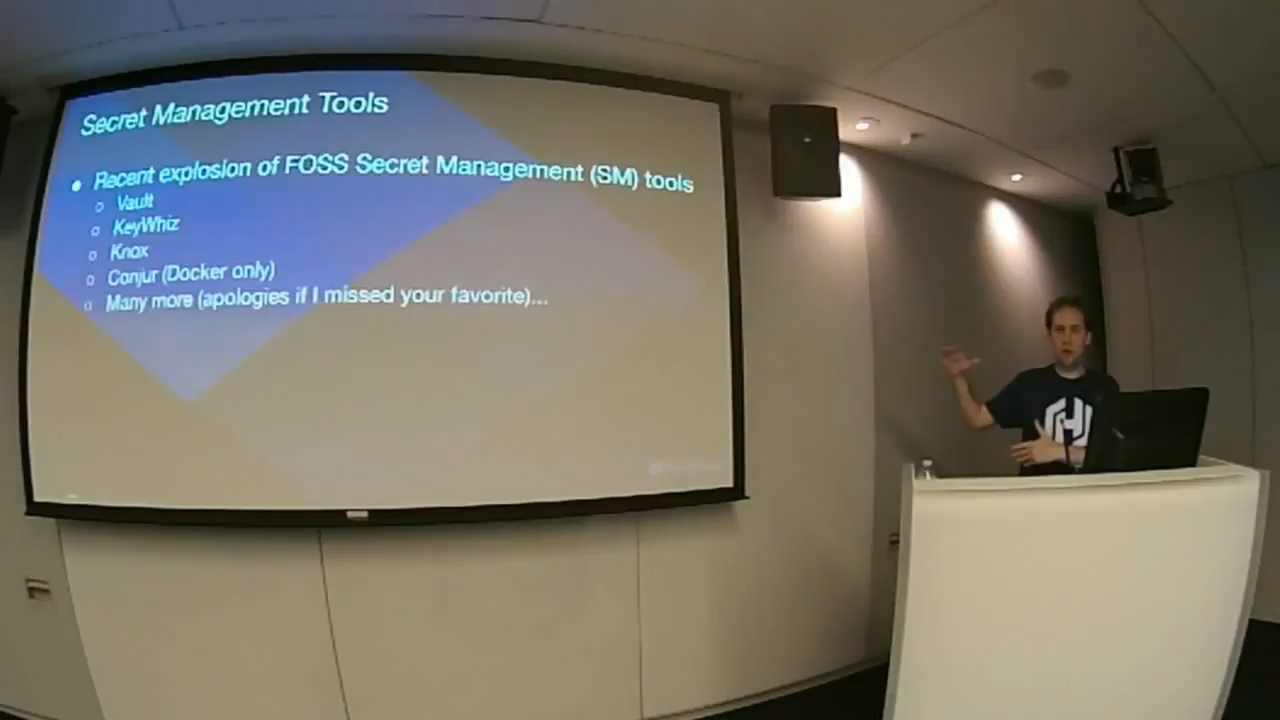 Secret Management Tools
● Recent explosion of FOSS Secret Management (SM) tools
○ Vault
○ KeyWhiz
○ Knox
○ Conjur (Docker only)
○ Many more (apologies if I missed your favorite)...